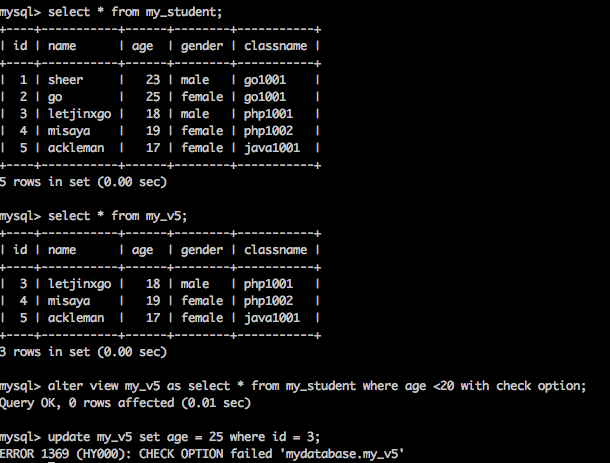 mysql> select * from my_student;
+----+-----------+------+--------+-----------+
| id | name      | age  | gender | classname |
+----+-----------+------+--------+-----------+
|  1 | sheer     |   23 | male   | go1001    |
|  2 | go        |   25 | female | go1001    |
|  3 | letjinxgo |   18 | male   | php1001   |
|  4 | misaya    |   19 | female | php1002   |
|  5 | ackleman  |   17 | female | java1001  |
+----+-----------+------+--------+-----------+
5 rows in set (0.00 sec)
mysql> select * from my_v5;
+----+-----------+------+--------+-----------+
| id | name      | age  | gender | classname |
+----+-----------+------+--------+-----------+
|  3 | letjinxgo |   18 | male   | php1001   |
|  4 | misaya    |   19 | female | php1002   |
|  5 | ackleman  |   17 | female | java1001  |
+----+-----------+------+--------+-----------+
3 rows in set (0.00 sec)
mysql> alter view my_v5 as select * from my_student where age <20 with check option;
Query OK, 0 rows affected (0.01 sec)
mysql> update my_v5 set age = 25 where id = 3;
ERROR 1369 (HY000): CHECK OPTION failed 'mydatabase.my_v5'